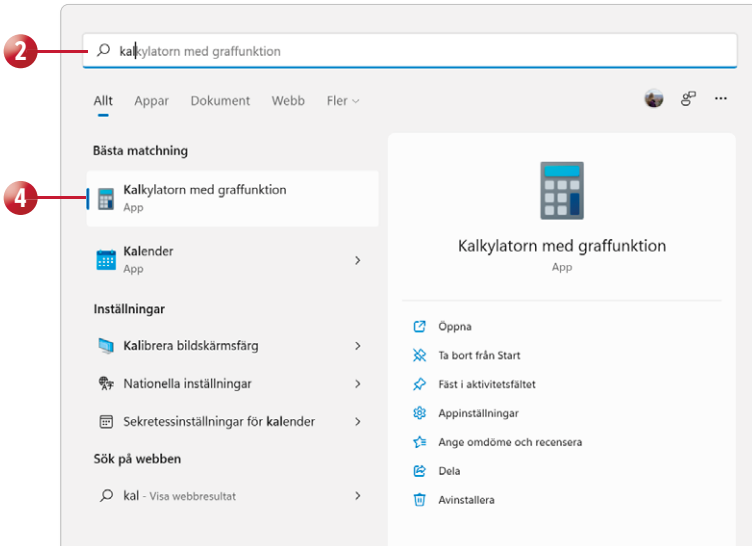 2
kalkylatorn med graffunktion
Allt Appar Dokument Webb Fler
Bästa matchning
4
Kalkylatorn med graffunktion
App
Kalender
App
Inställningar
Kalibrera bildskärmsfärg
Nationella inställningar
Sekretessinställningar för kalender
Sök på webben
kal - Visa webbresultat
Kalkylatorn med graffunktion
App
Öppna
Ta bort från Start
Fäst i aktivitetsfältet
Appinställningar
Ange omdöme och recensera
Dela
Avinstallera